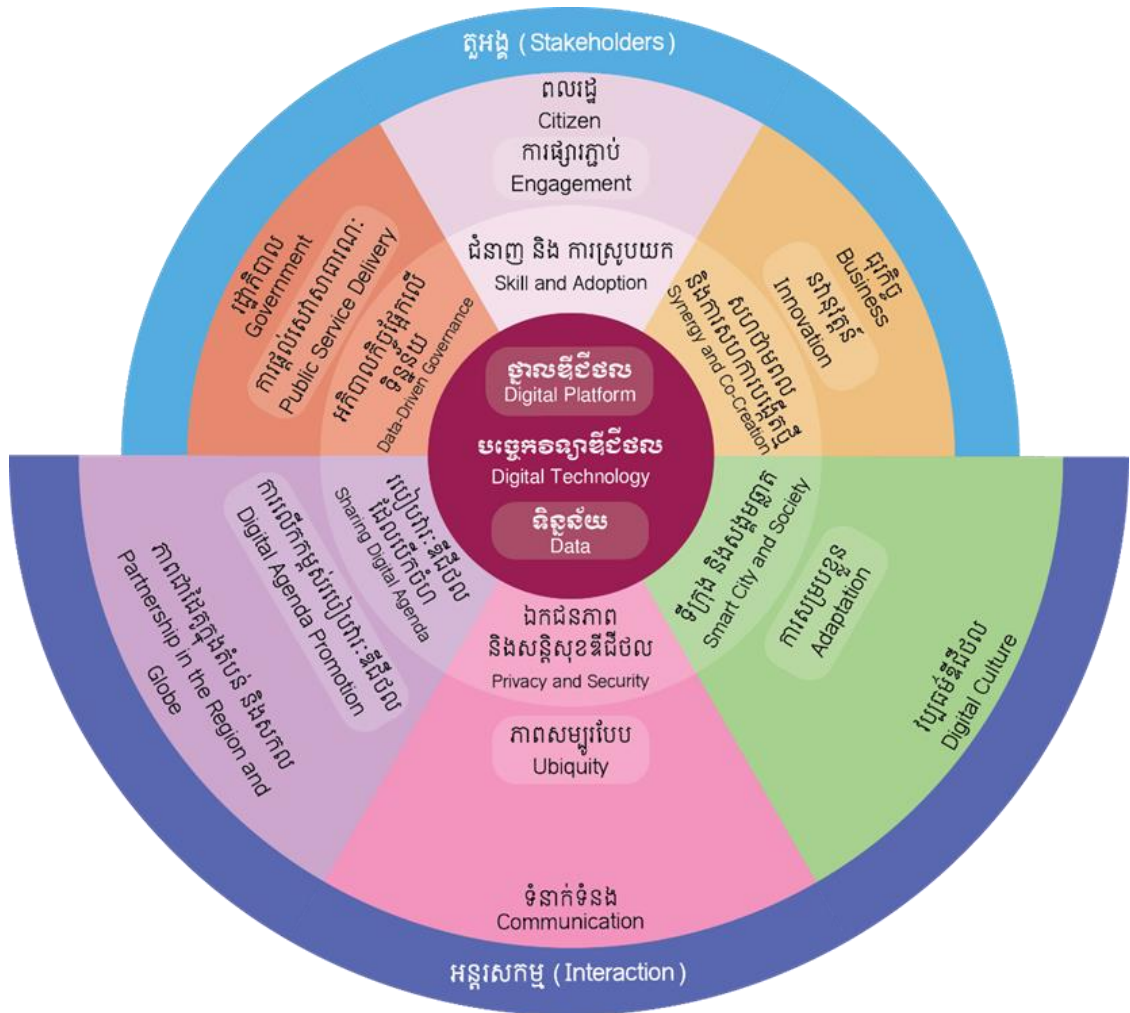 តួអង្គ (Stakeholders)
ពលរដ្ឋ
Citizen
ការផ្សារភ្ជាប់
Engagement
ជំនាញ និង ការស្រូបយក
Skill and Adoption
រដ្ឋាភិបាល
Government
ការផ្តល់សេវាសាធារណៈ
Public Service Delivery
អភិបាលកិច្ចផ្អែកលើ
ទិន្នន័យ
Data-Driven Governance
ធុរកិច្ច
Business
នវានុវត្តន៍
Innovation
សហថាមពល
និងការសហការបង្កើតថ្មី
Synergy and Co-Creation
ផ្នាលឌីជីថល
Digital Platform
បច្ចេកវិទ្យាឌីជីថល
Digital Technology
ទិន្នន័យ
Data
របៀបវារៈឌីជីថល
ដែលបើកចំហ
Sharing Digital Agenda
ការលើកកម្ពស់របៀបវារៈឌីជីថល
Digital Agenda Promotion
ភាពជាដៃគូក្នុងតំបន់ និងសកល
Partnership in the Region and
Globe
ឯកជនភាព
និងសន្តិសុខឌីជីថល
Privacy and Security
ភាពសម្បូរបែប
Ubiquity
ទំនាក់ទំនង
Communication
ទីក្រុង និងសង្គមឆ្លាត
Smart City and Society
ការសម្របខ្លួន
Adaptation
វប្បធម៌ឌីជីថល
Digital Culture
អន្តរសកម្ម (Interaction)